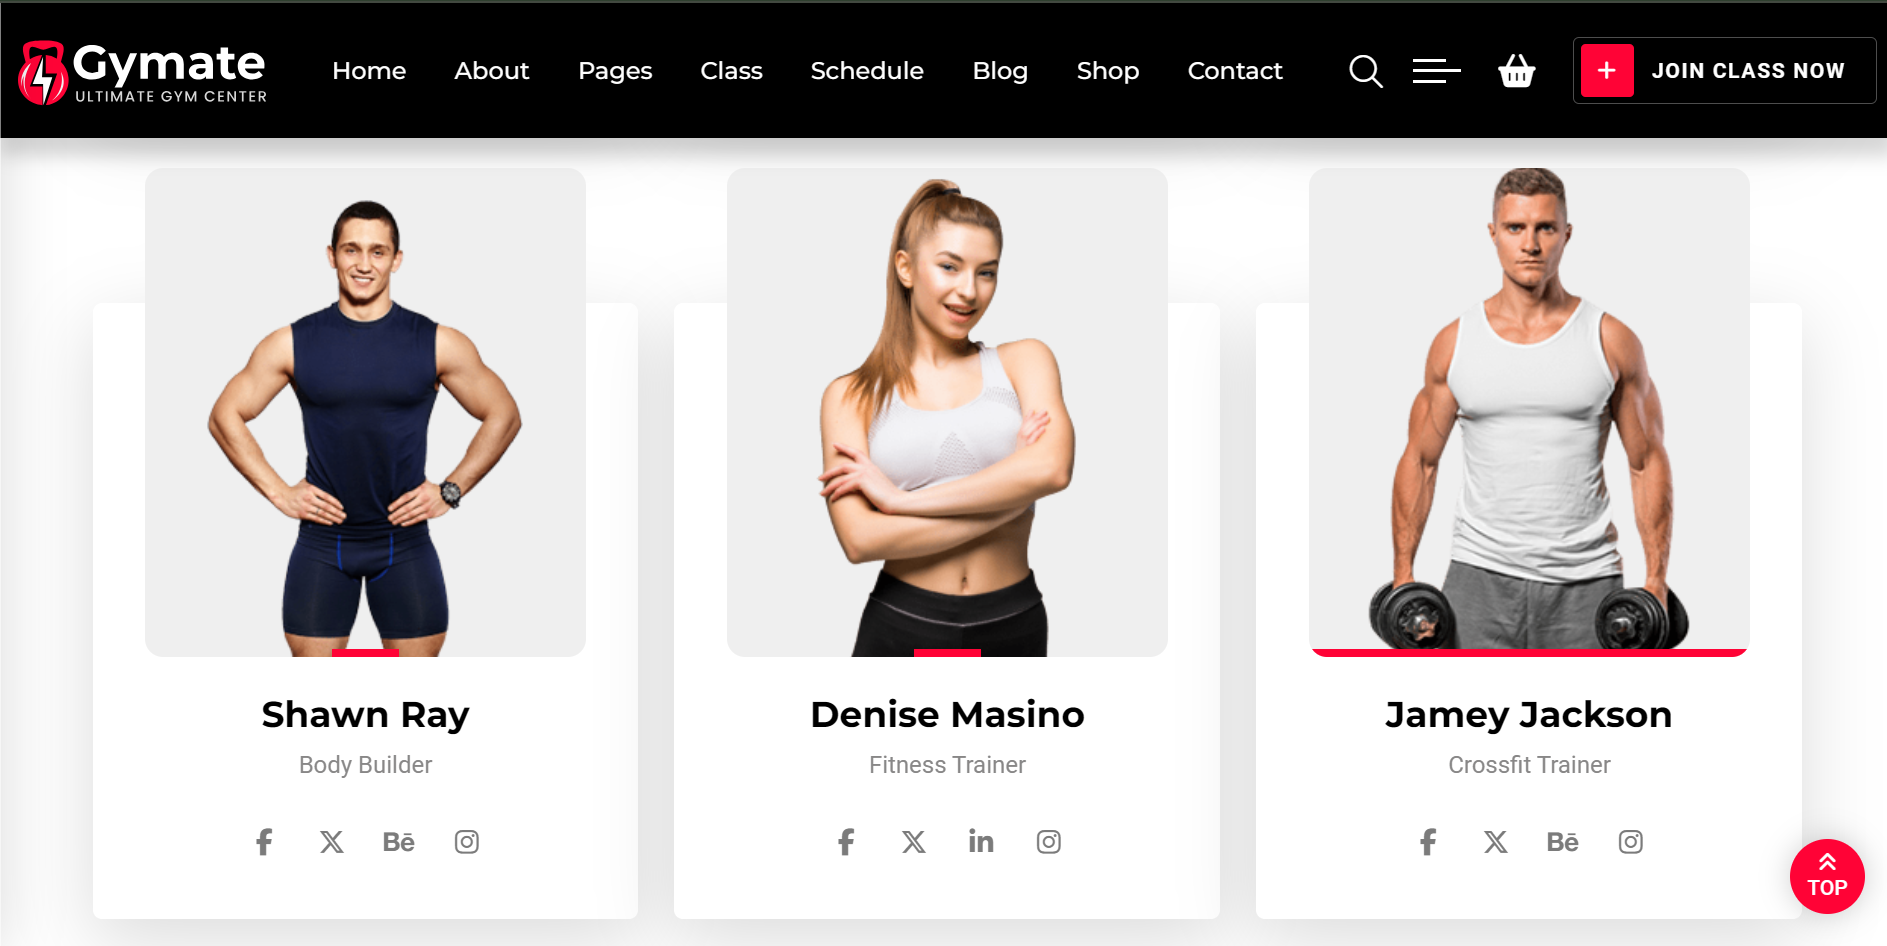 Gymate
ULTIMATE GYM CENTER
Home About Pages Class Schedule Blog Shop Contact
+ JOIN CLASS NOW
Shawn Ray
Body Builder
Bē
Denise Masino
Fitness Trainer
in
Jamey Jackson
Crossfit Trainer
Bē
TOP